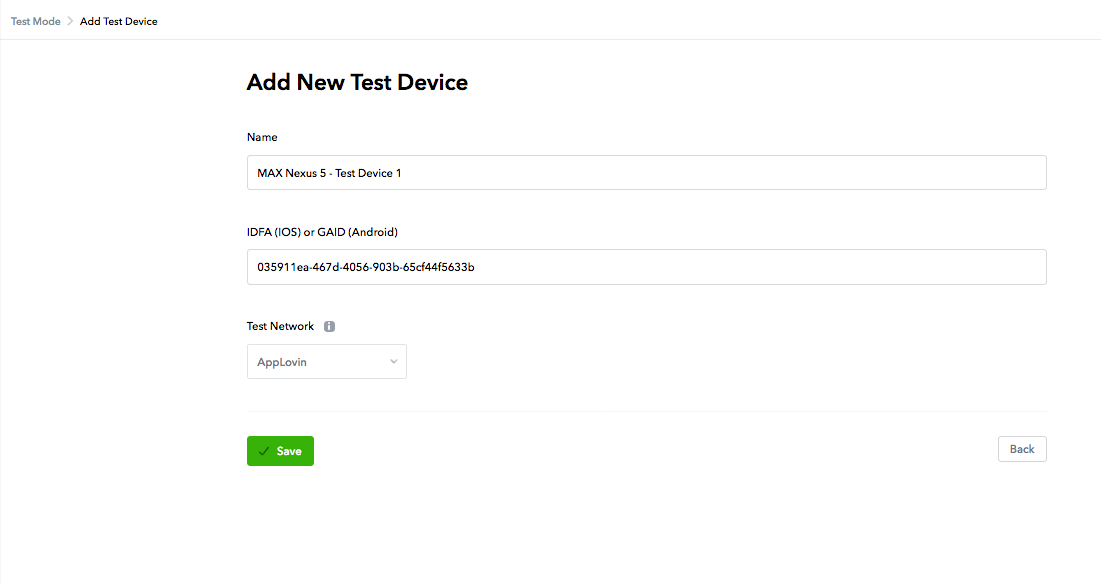 Test Mode > Add Test Device
Add New Test Device
Name
MAX Nexus 5 - Test Device 1
IDFA (IOS) or GAID (Android)
035911ea-467d-4056-903b-65cf44f5633b
Test Network
AppLovin
Save
Back